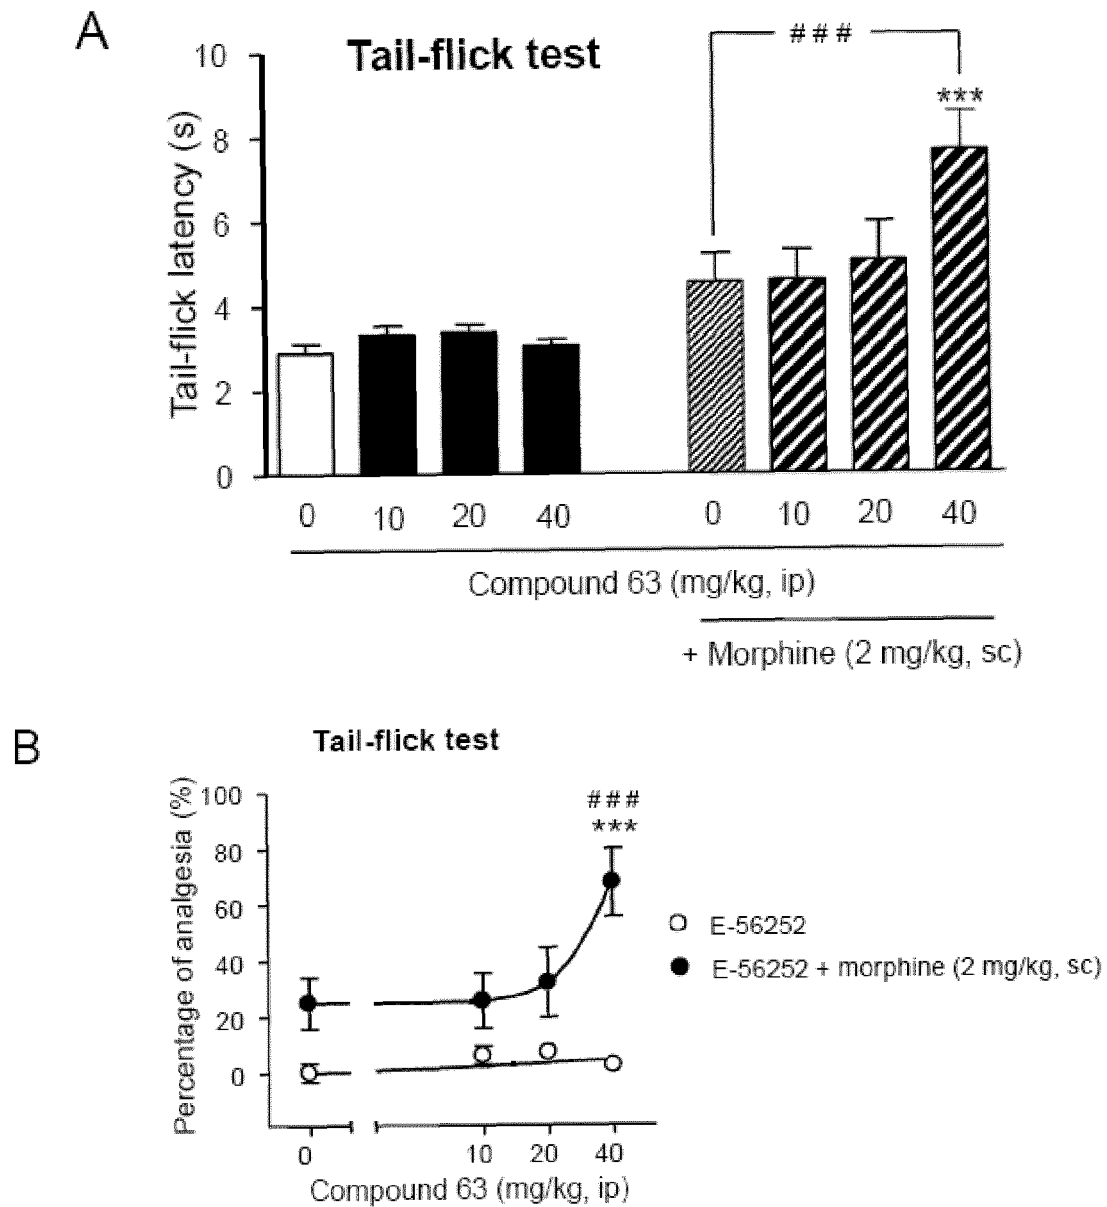 A
Tail-flick test
# # #
***
Tail-flick latency (s)
10
8
6
4
2
0
0 10 20 40 0 10 20 40
Compound 63 (mg/kg, ip)
+ Morphine (2 mg/kg, sc)
B
Tail-flick test
Percentage of analgesia (%)
100
80
60
40
20
0
# # #
***
E-56252
E-56252 + morphine (2 mg/kg, sc)
0 10 20 40
Compound 63 (mg/kg, ip)